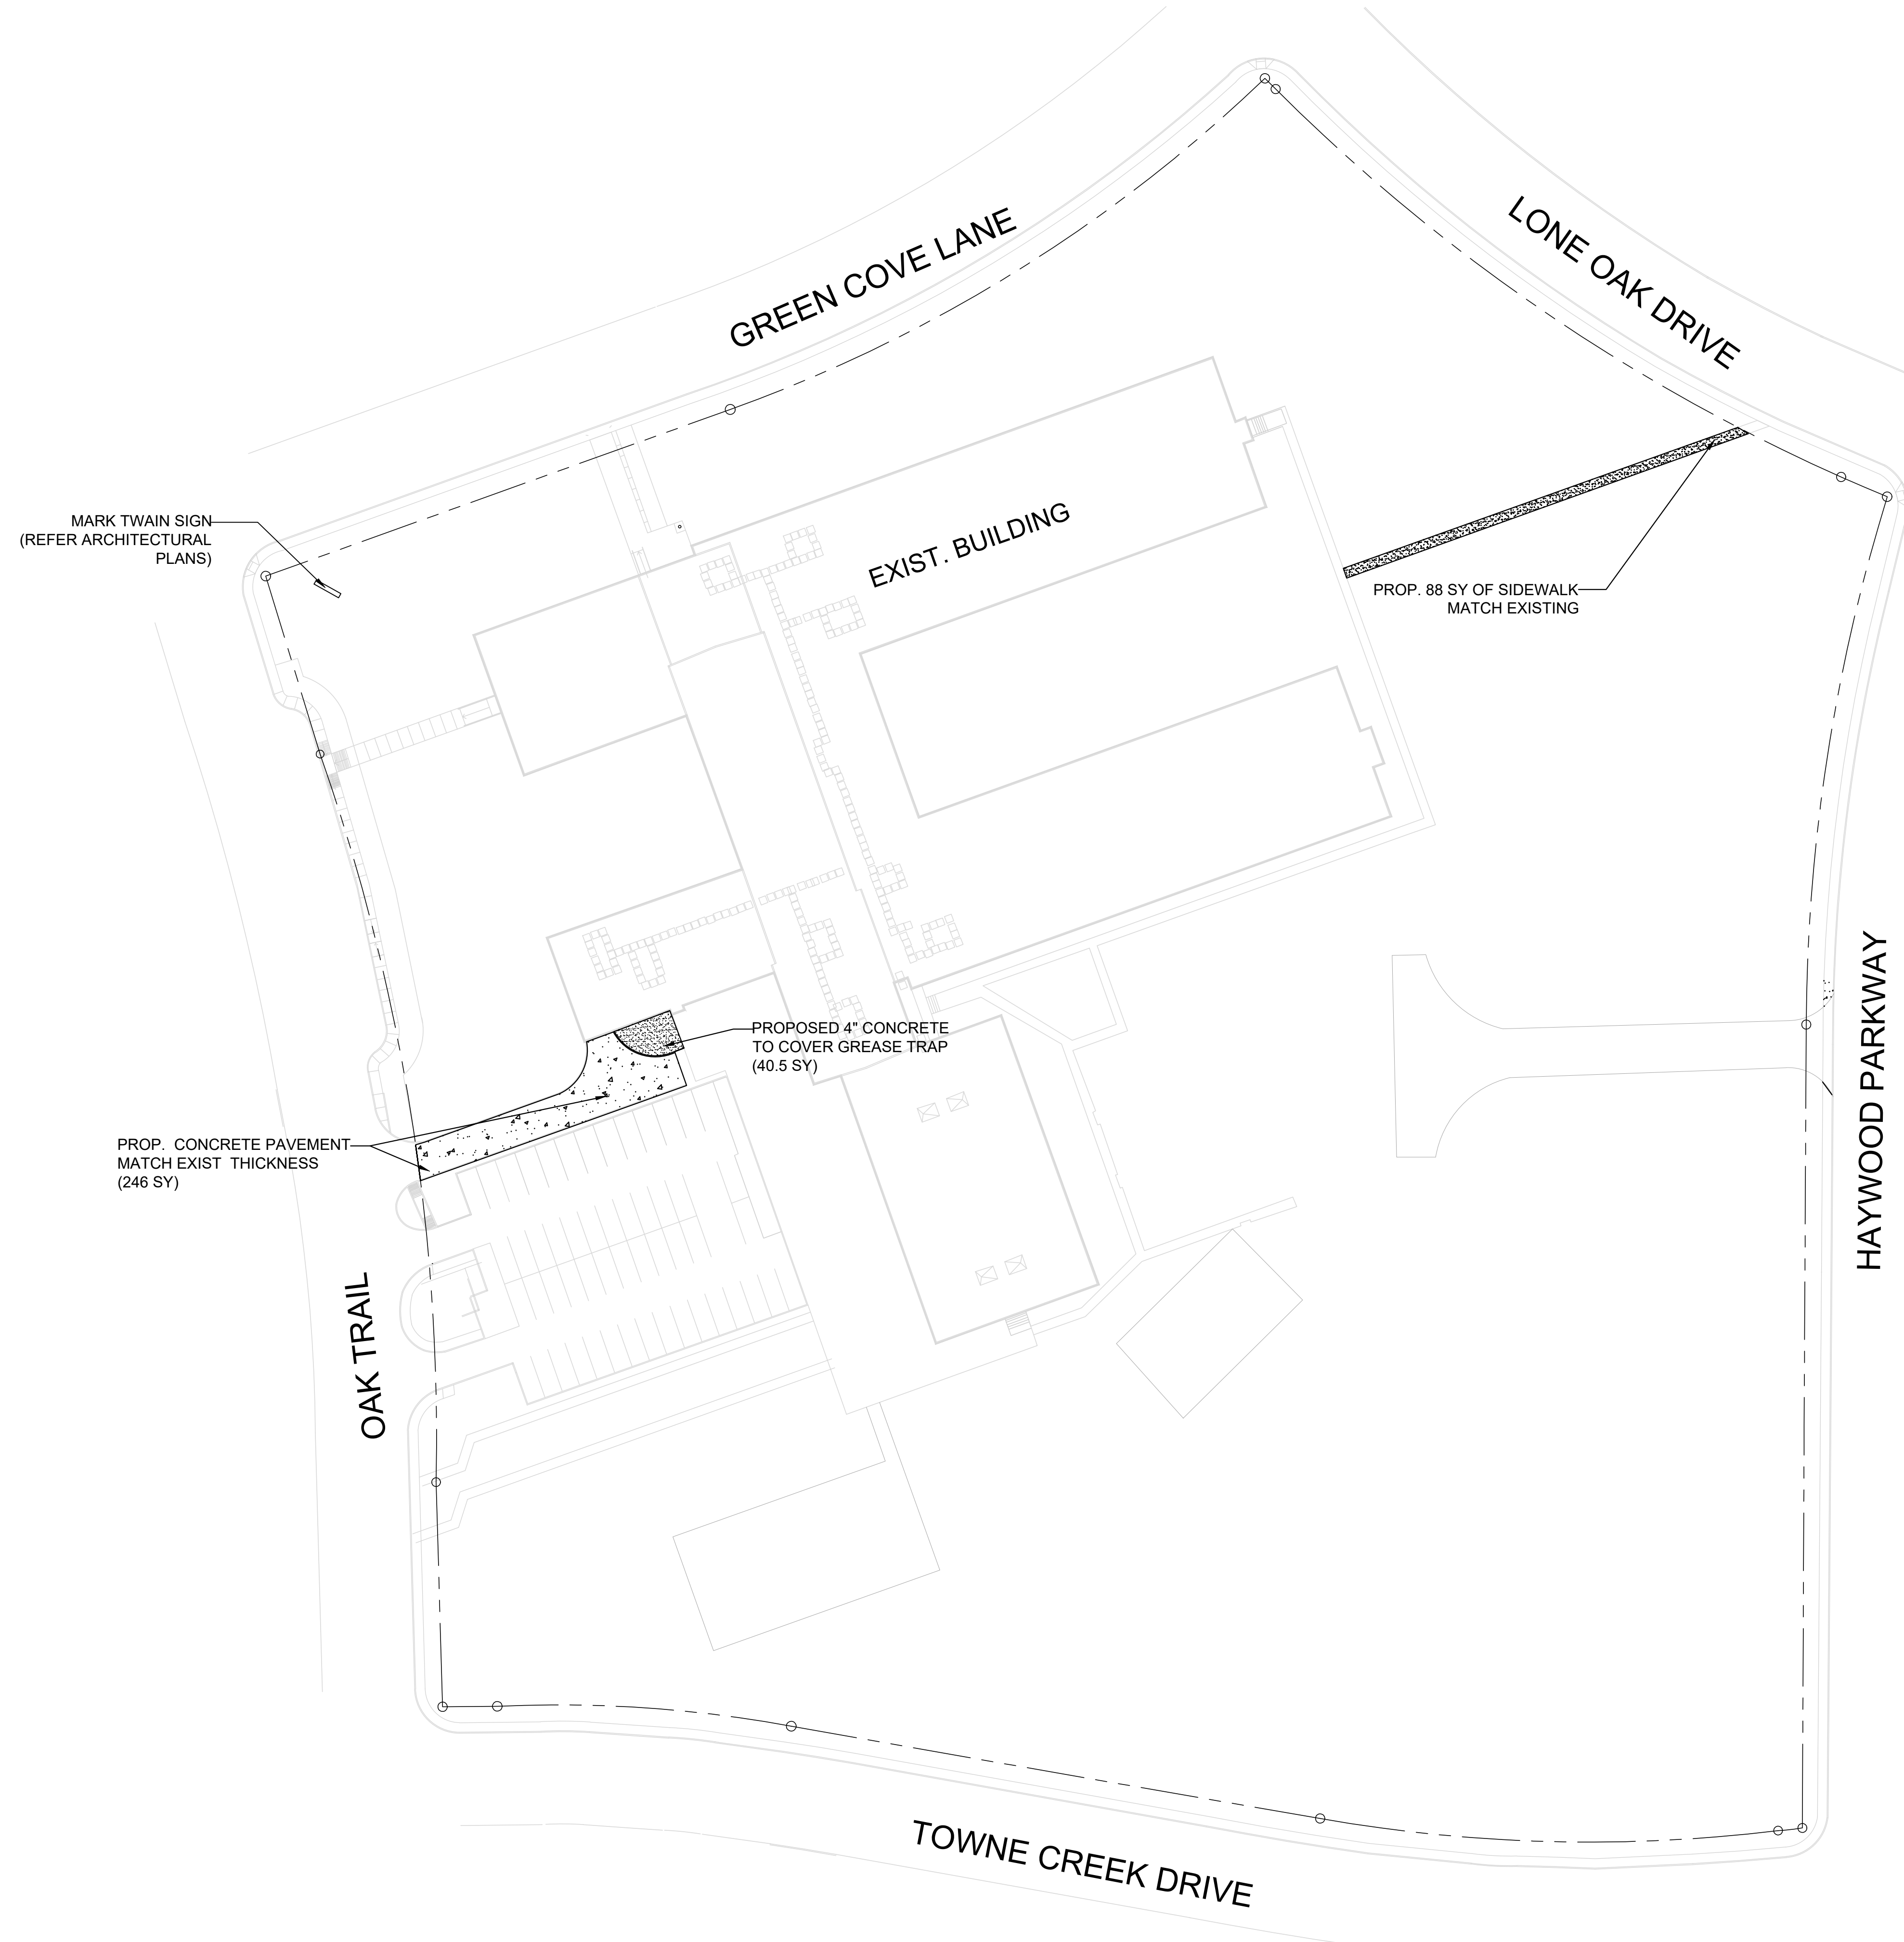 GREEN COVE LANE
LONE OAK DRIVE
MARK TWAIN SIGN
(REFER ARCHITECTURAL
PLANS)
EXIST. BUILDING
PROP. 88 SY OF SIDEWALK
MATCH EXISTING
PROPOSED 4" CONCRETE
TO COVER GREASE TRAP
(40.5 SY)
PROP. CONCRETE PAVEMENT
MATCH EXIST THICKNESS
(246 SY)
HAYWOOD PARKWAY
OAK TRAIL
TOWNE CREEK DRIVE